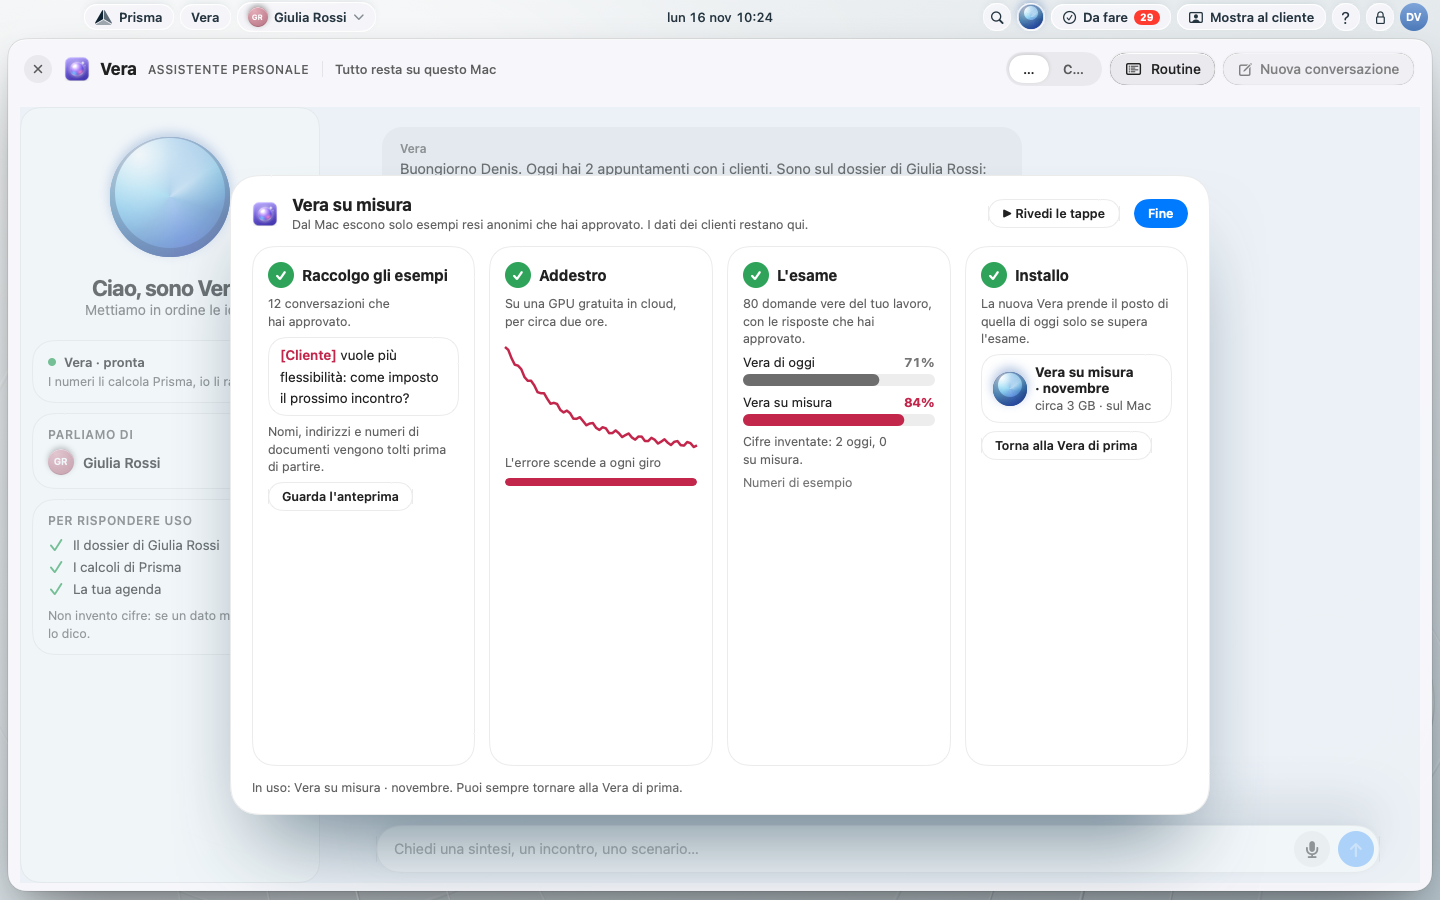 Prisma
Vera
GR
Giulia Rossi
lun 16 nov 10:24
Da fare
29
Mostra al cliente
?
DV
Vera
ASSISTENTE PERSONALE
Tutto resta su questo Mac
...
C...
Routine
Nuova conversazione
Vera
Buongiorno Denis. Oggi hai 2 appuntamenti con i clienti. Sono sul dossier di Giulia Rossi:
Ciao, sono Ver
Mettiamo in ordine le i
Vera · pronta
I numeri li calcola Prisma, io li r
PARLIAMO DI
GR
Giulia Rossi
PER RISPONDERE USO
Il dossier di Giulia Rossi
I calcoli di Prisma
La tua agenda
Non invento cifre: se un dato m
lo dico.
Vera su misura
Dal Mac escono solo esempi resi anonimi che hai approvato. I dati dei clienti restano qui.
Rivedi le tappe
Fine
Raccolgo gli esempi
12 conversazioni che
hai approvato.
[Cliente] vuole più
flessibilità: come imposto
il prossimo incontro?
Nomi, indirizzi e numeri di
documenti vengono tolti prima
di partire.
Guarda l'anteprima
Addestro
Su una GPU gratuita in cloud,
per circa due ore.
L'errore scende a ogni giro
L'esame
80 domande vere del tuo lavoro,
con le risposte che hai
approvato.
Vera di oggi
71%
Vera su misura
84%
Cifre inventate: 2 oggi, 0
su misura.
Numeri di esempio
Installo
La nuova Vera prende il posto di
quella di oggi solo se supera
l'esame.
Vera su misura
· novembre
circa 3 GB · sul Mac
Torna alla Vera di prima
In uso: Vera su misura · novembre. Puoi sempre tornare alla Vera di prima.
Chiedi una sintesi, un incontro, uno scenario...